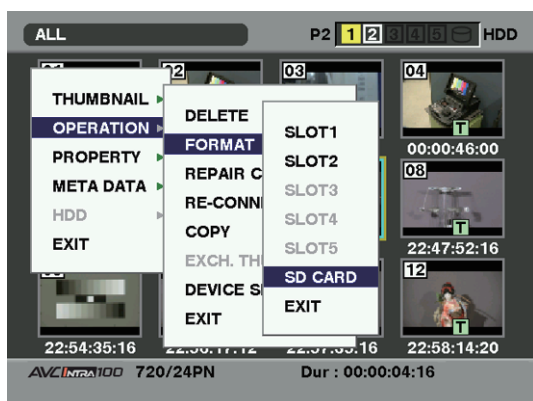 ALL P2 1 2 3 4 5 HDD
02 03 04
THUMBNAIL
OPERATION
PROPERTY
META DATA
HDD
EXIT
DELETE
FORMAT
REPAIR C
RE-CONN
COPY
EXCH. TH
DEVICE S
EXIT
SLOT1
SLOT2
SLOT3
SLOT4
SLOT5
SD CARD
EXIT
T
00:00:46:00
08
T
22:47:52:16
12
T
22:54:35:16 22:58:14:20
AVC INTRA 100 720/24PN Dur : 00:00:04:16